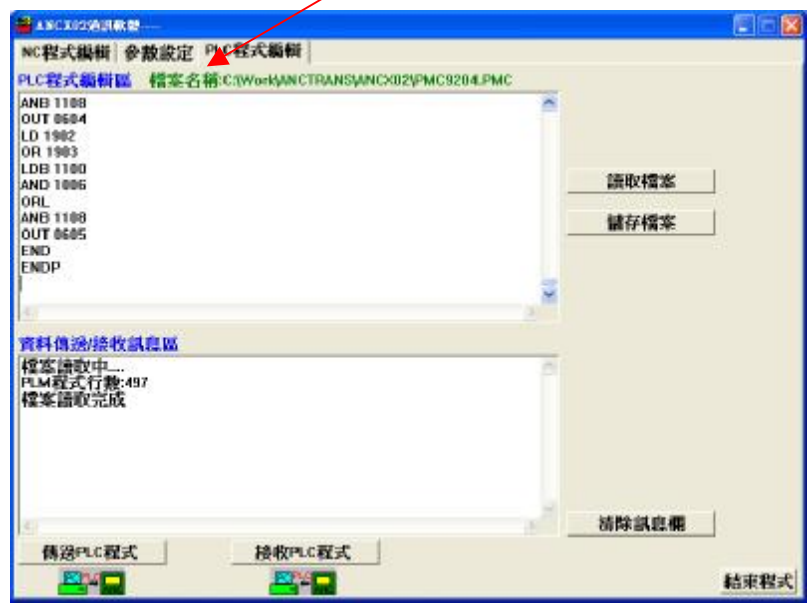 ANCX02通訊軟體----
NC程式編輯 參數設定 PLC程式編輯
PLC程式編輯區 檔案名稱:C:\Work\ANCTRANS\ANCX02\PMC9204.PMC
ANB 1108
OUT 0604
LD 1902
OR 1903
LDB 1100
AND 1006
ORL
ANB 1108
OUT 0605
END
ENDP
讀取檔案
儲存檔案
資料傳送/接收訊息區
檔案讀取中....
PLM程式行數:497
檔案讀取完成
清除訊息欄
傳送PLC程式 接收PLC程式
結束程式